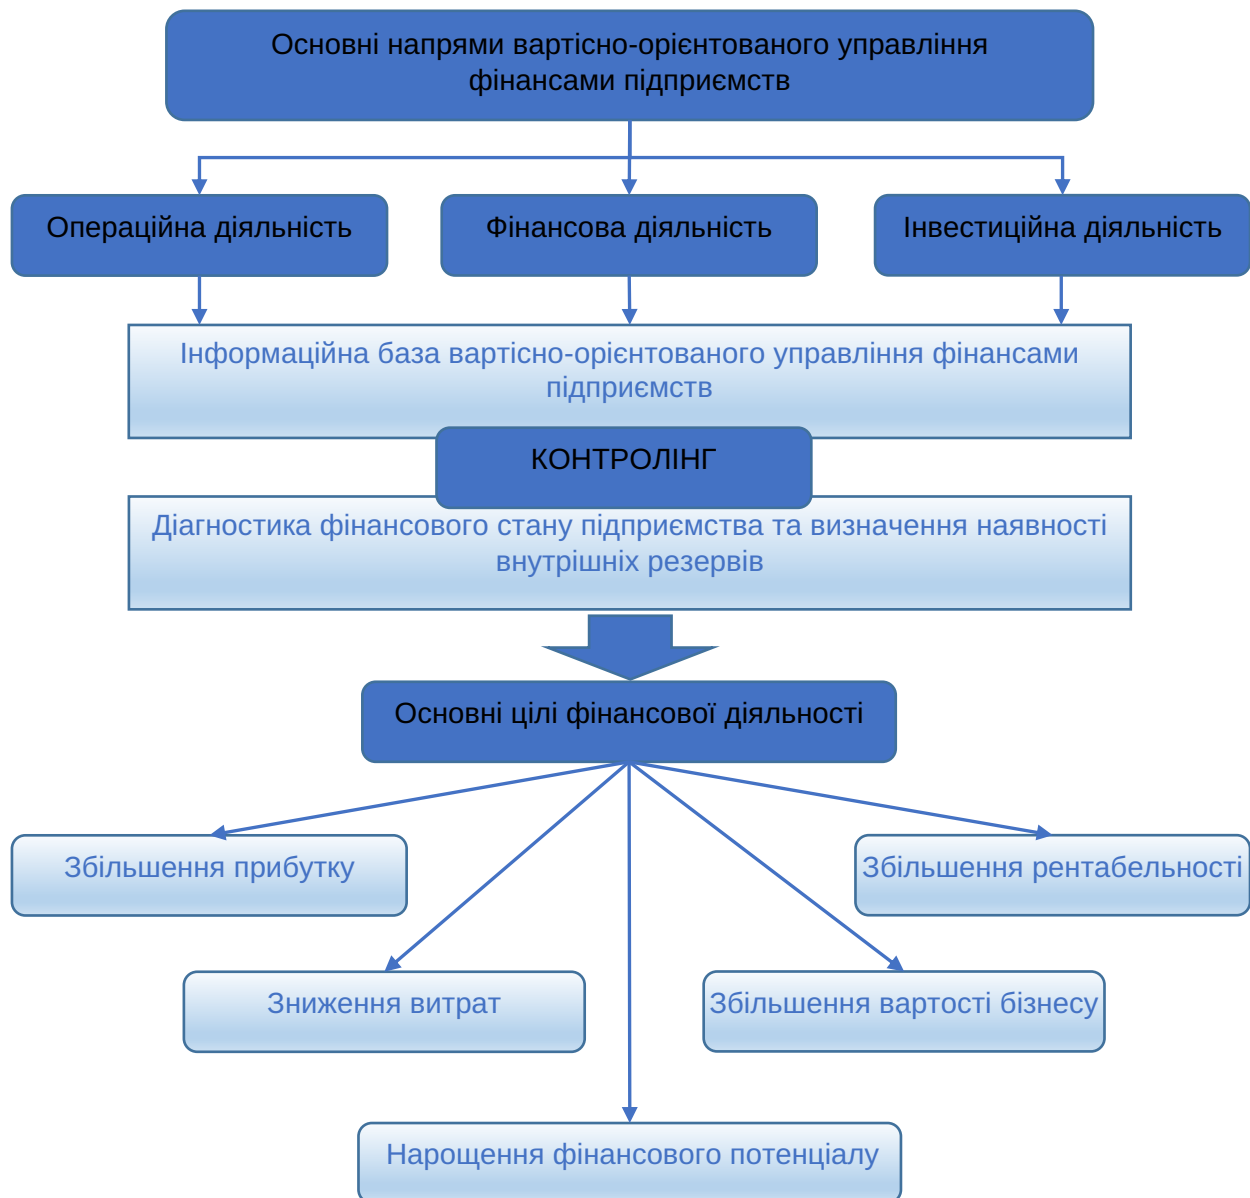 Основні напрями вартісно-орієнтованого управління
фінансами підприємств
Операційна діяльність
Фінансова діяльність
Інвестиційна діяльність
Інформаційна база вартісно-орієнтованого управління фінансами
підприємств
КОНТРОЛІНГ
Діагностика фінансового стану підприємства та визначення наявності
внутрішніх резервів
Основні цілі фінансової діяльності
Збільшення прибутку
Збільшення рентабельності
Зниження витрат
Збільшення вартості бізнесу
Нарощення фінансового потенціалу